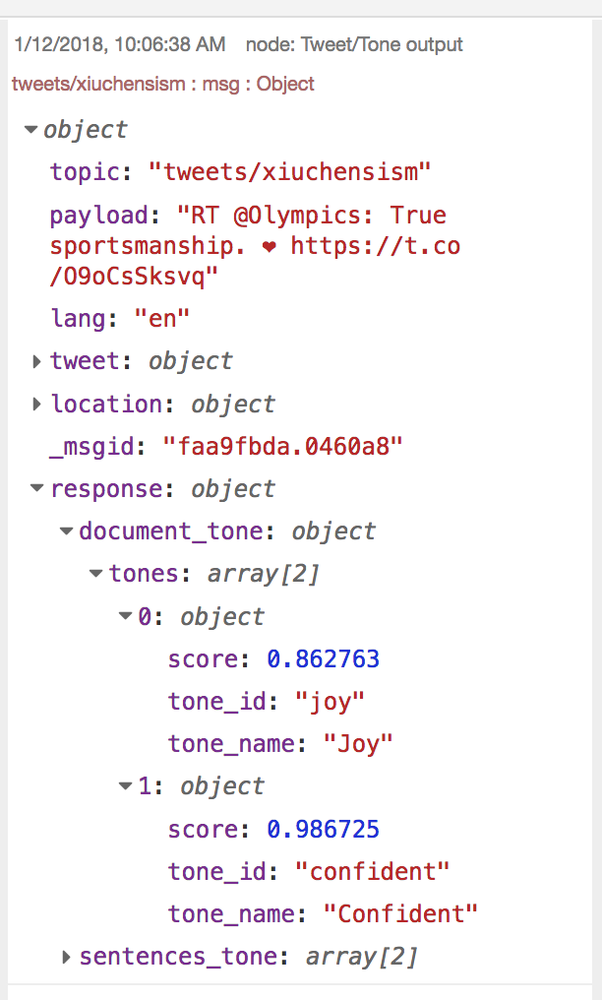 1/12/2018, 10:06:38 AM node: Tweet/Tone output
tweets/xiuchensism : msg : Object
object
topic: "tweets/xiuchensism"
payload: "RT @Olympics: True
sportsmanship. ❤ https://t.co
/O9oCsSksvq"
lang: "en"
tweet: object
location: object
_msgid: "faa9fbda.0460a8"
response: object
document_tone: object
tones: array[2]
0: object
score: 0.862763
tone_id: "joy"
tone_name: "Joy"
1: object
score: 0.986725
tone_id: "confident"
tone_name: "Confident"
sentences_tone: array[2]